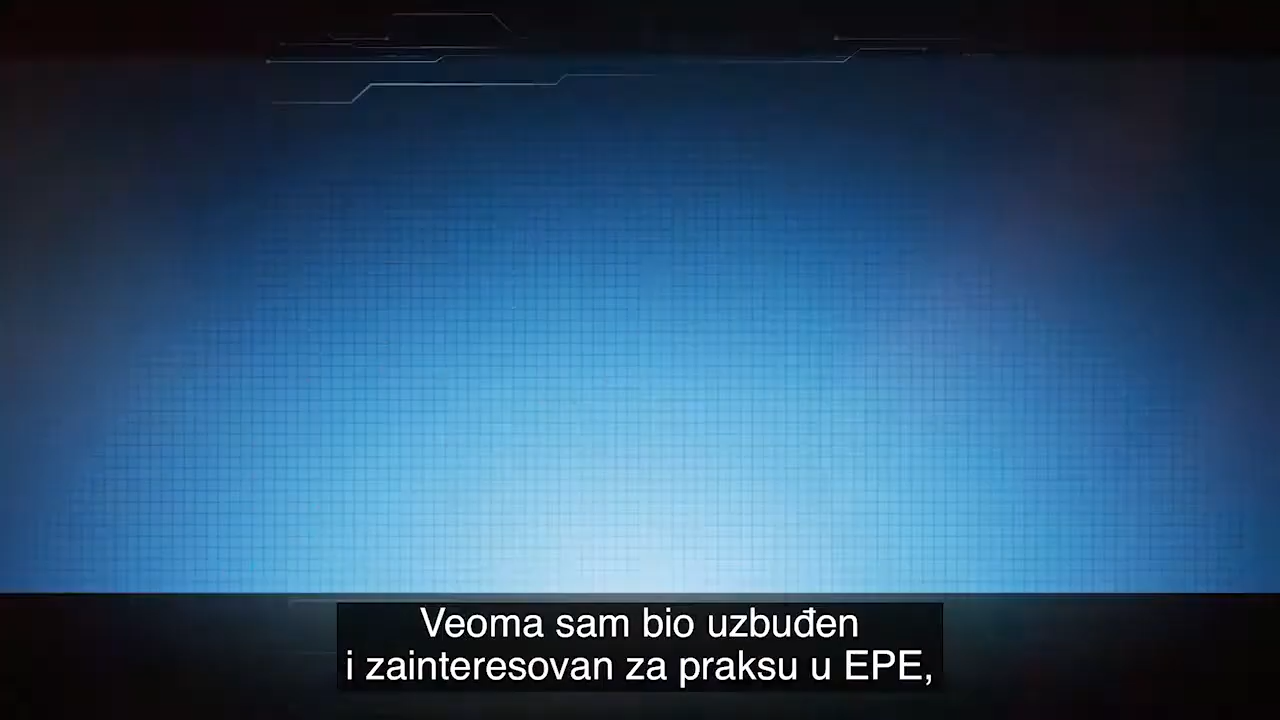 Veoma sam bio uzbuđen
i zainteresovan za praksu u EPE,